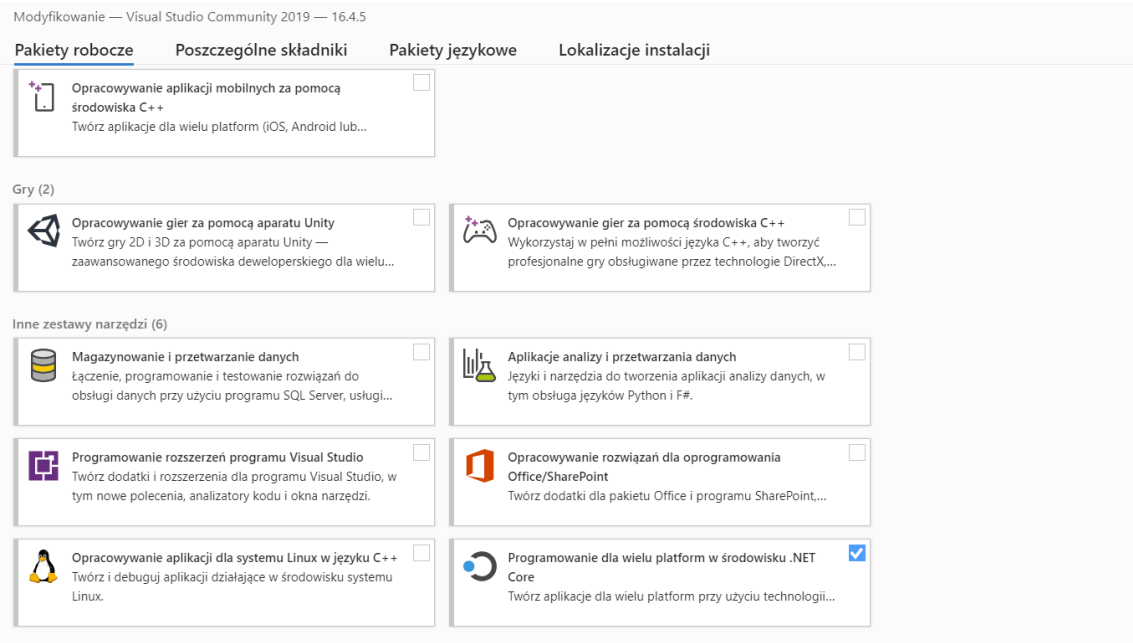 Modyfikowanie — Visual Studio Community 2019 — 16.4.5
Pakiety robocze Poszczególne składniki Pakiety językowe Lokalizacje instalacji
Opracowywanie aplikacji mobilnych za pomocą
środowiska C++
Twórz aplikacje dla wielu platform (iOS, Android lub...
Gry (2)
Opracowywanie gier za pomocą aparatu Unity
Twórz gry 2D i 3D za pomocą aparatu Unity —
zaawansowanego środowiska deweloperskiego dla wielu...
Opracowywanie gier za pomocą środowiska C++
Wykorzystaj w pełni możliwości języka C++, aby tworzyć
profesjonalne gry obsługiwane przez technologie DirectX,...
Inne zestawy narzędzi (6)
Magazynowanie i przetwarzanie danych
Łączenie, programowanie i testowanie rozwiązań do
obsługi danych przy użyciu programu SQL Server, usługi...
Aplikacje analizy i przetwarzania danych
Języki i narzędzia do tworzenia aplikacji analizy danych, w
tym obsługa języków Python i F#.
Programowanie rozszerzeń programu Visual Studio
Twórz dodatki i rozszerzenia dla programu Visual Studio, w
tym nowe polecenia, analizatory kodu i okna narzędzi.
Opracowywanie rozwiązań dla oprogramowania
Office/SharePoint
Twórz dodatki dla pakietu Office i programu SharePoint,...
Opracowywanie aplikacji dla systemu Linux w języku C++
Twórz i debuguj aplikacji działające w środowisku systemu
Linux.
Programowanie dla wielu platform w środowisku .NET
Core
Twórz aplikacje dla wielu platform przy użyciu technologii...